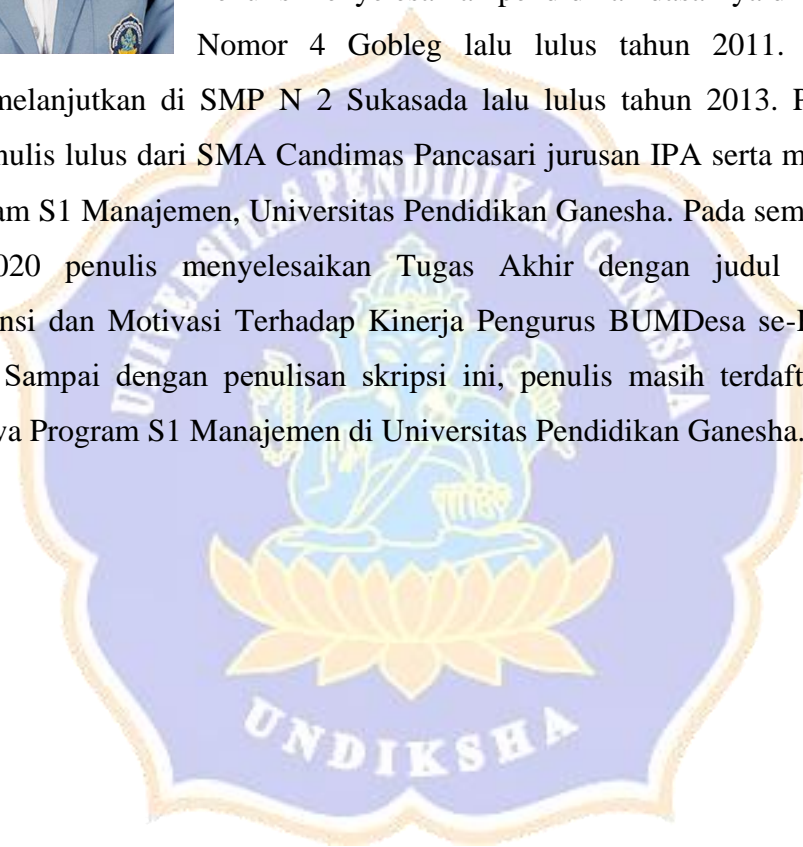 Nomor 4 Gobleg lalu lulus tahun 2011.
melanjutkan di SMP N 2 Sukasada lalu lulus tahun 2013.
nulis lulus dari SMA Candimas Pancasari jurusan IPA serta
am S1 Manajemen, Universitas Pendidikan Ganesha. Pada
020 penulis menyelesaikan Tugas Akhir dengan judul
nsi dan Motivasi Terhadap Kinerja Pengurus BUMDesa
Sampai dengan penulisan skripsi ini, penulis masih
ya Program S1 Manajemen di Universitas Pendidikan Ganesha.
UNIVERSITAS PENDIDIKAN GANESHA
UNDIKSHA